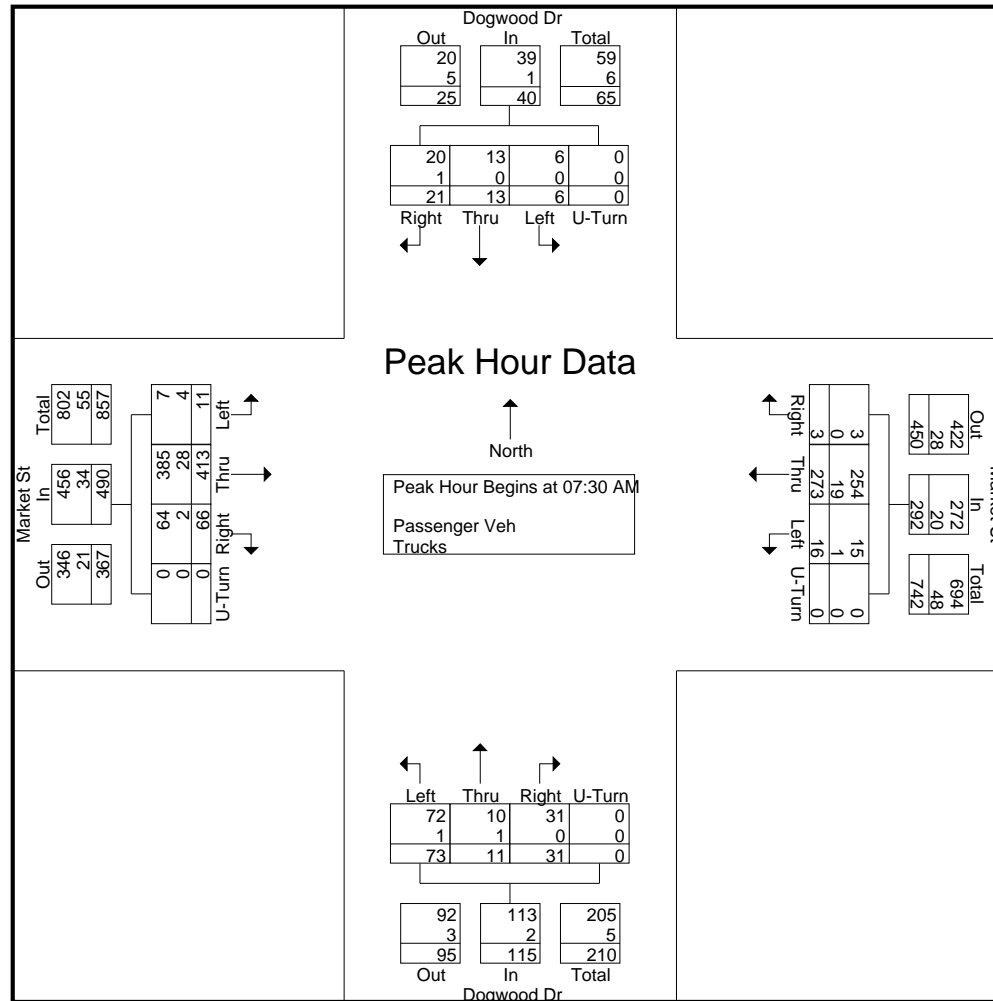 Dogwood Dr
Out In Total
20 39 59
5 1 6
25 40 65
20 13 6 0
1 0 0 0
21 13 6 0
Right Thru Left U-Turn
Peak Hour Data
North
Peak Hour Begins at 07:30 AM
Passenger Veh
Trucks
Market St
Out In Total
346 456 802
21 34 55
367 490 857
0 64 385 7
0 2 28 4
0 66 413 11
U-Turn Right Thru Left
Market St
Out In Total
422 272 694
28 20 48
450 292 742
3 254 15 0
0 19 1 0
3 273 16 0
Right Thru Left U-Turn
Left Thru Right U-Turn
72 10 31 0
1 1 0 0
73 11 31 0
92 113 205
3 2 5
95 115 210
Out In Total
Dogwood Dr